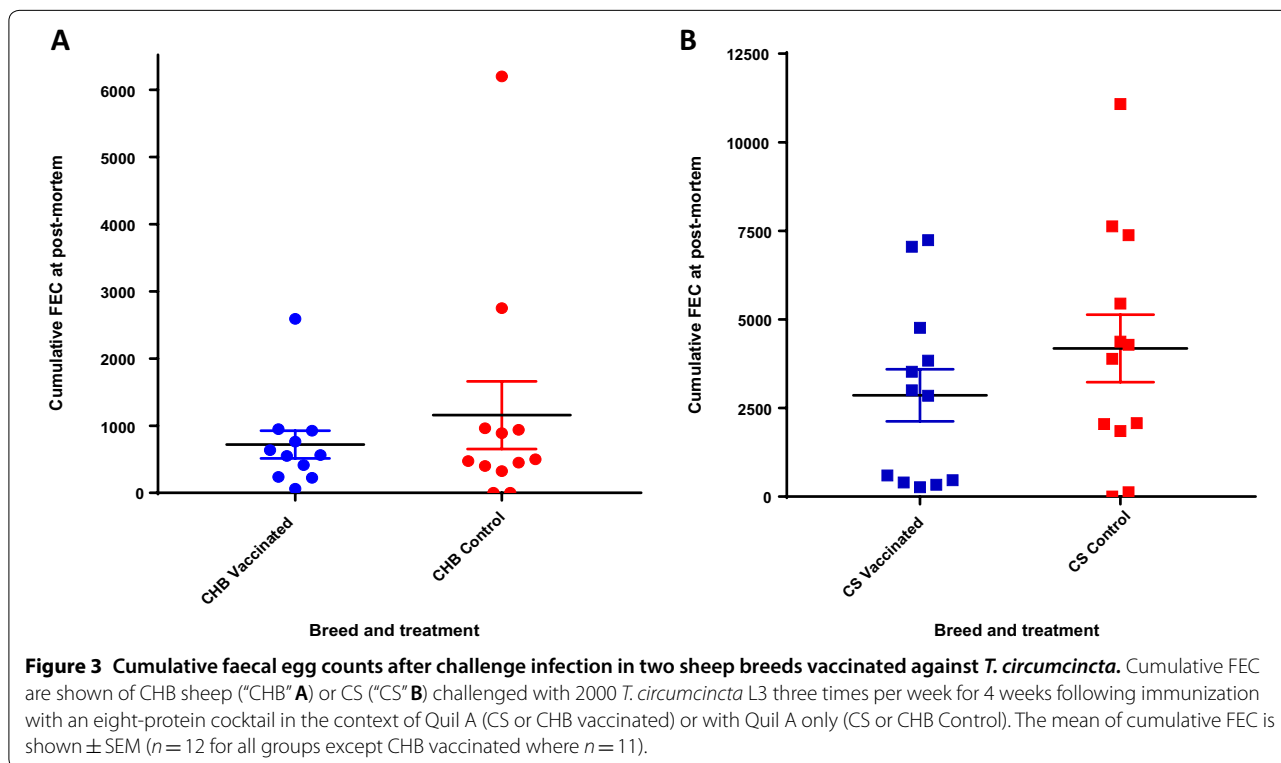 A
Cumulative FEC at post-mortem
6000
5000
4000
3000
2000
1000
0
CHB Vaccinated
CHB Control
Breed and treatment
B
Cumulative FEC at post-mortem
12500
10000
7500
5000
2500
0
CS Vaccinated
CS Control
Breed and treatment
Figure 3 Cumulative faecal egg counts after challenge infection in two sheep breeds vaccinated against T. circumcincta. Cumulative FEC
are shown of CHB sheep (“CHB” A) or CS (“CS” B) challenged with 2000 T. circumcincta L3 three times per week for 4 weeks following immunization
with an eight-protein cocktail in the context of Quil A (CS or CHB vaccinated) or with Quil A only (CS or CHB Control). The mean of cumulative FEC is
shown ± SEM (n = 12 for all groups except CHB vaccinated where n = 11).